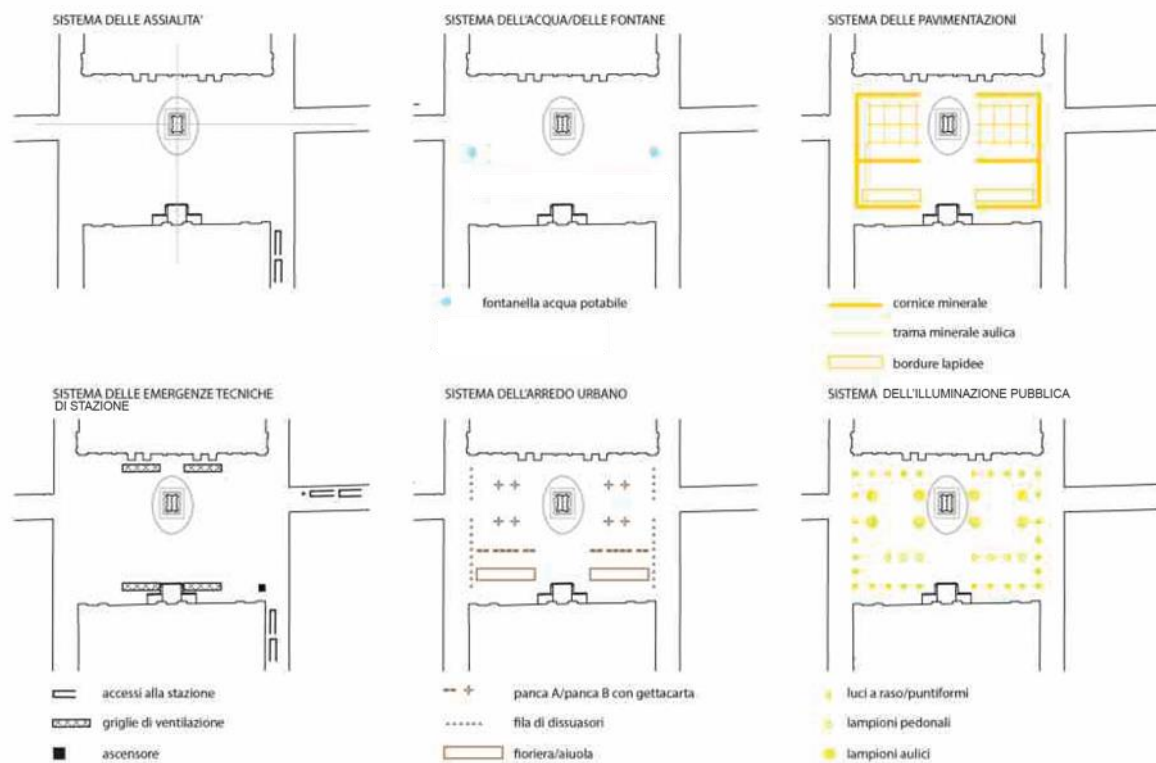 SISTEMA DELLE ASSIALITA'
SISTEMA DELL'ACQUA/DELLE FONTANE
SISTEMA DELLE PAVIMENTAZIONI
fontanella acqua potabile
cornice minerale
trama minerale aulica
bordure lapidee
SISTEMA DELLE EMERGENZE TECNICHE
DI STAZIONE
SISTEMA DELL'ARREDO URBANO
SISTEMA DELL'ILLUMINAZIONE PUBBLICA
accessi alla stazione
griglie di ventilazione
ascensore
panca A/panca B con gettacarta
fila di dissuasori
fioriera/aiuola
luci a raso/puntiformi
lampioni pedonali
lampioni aulici